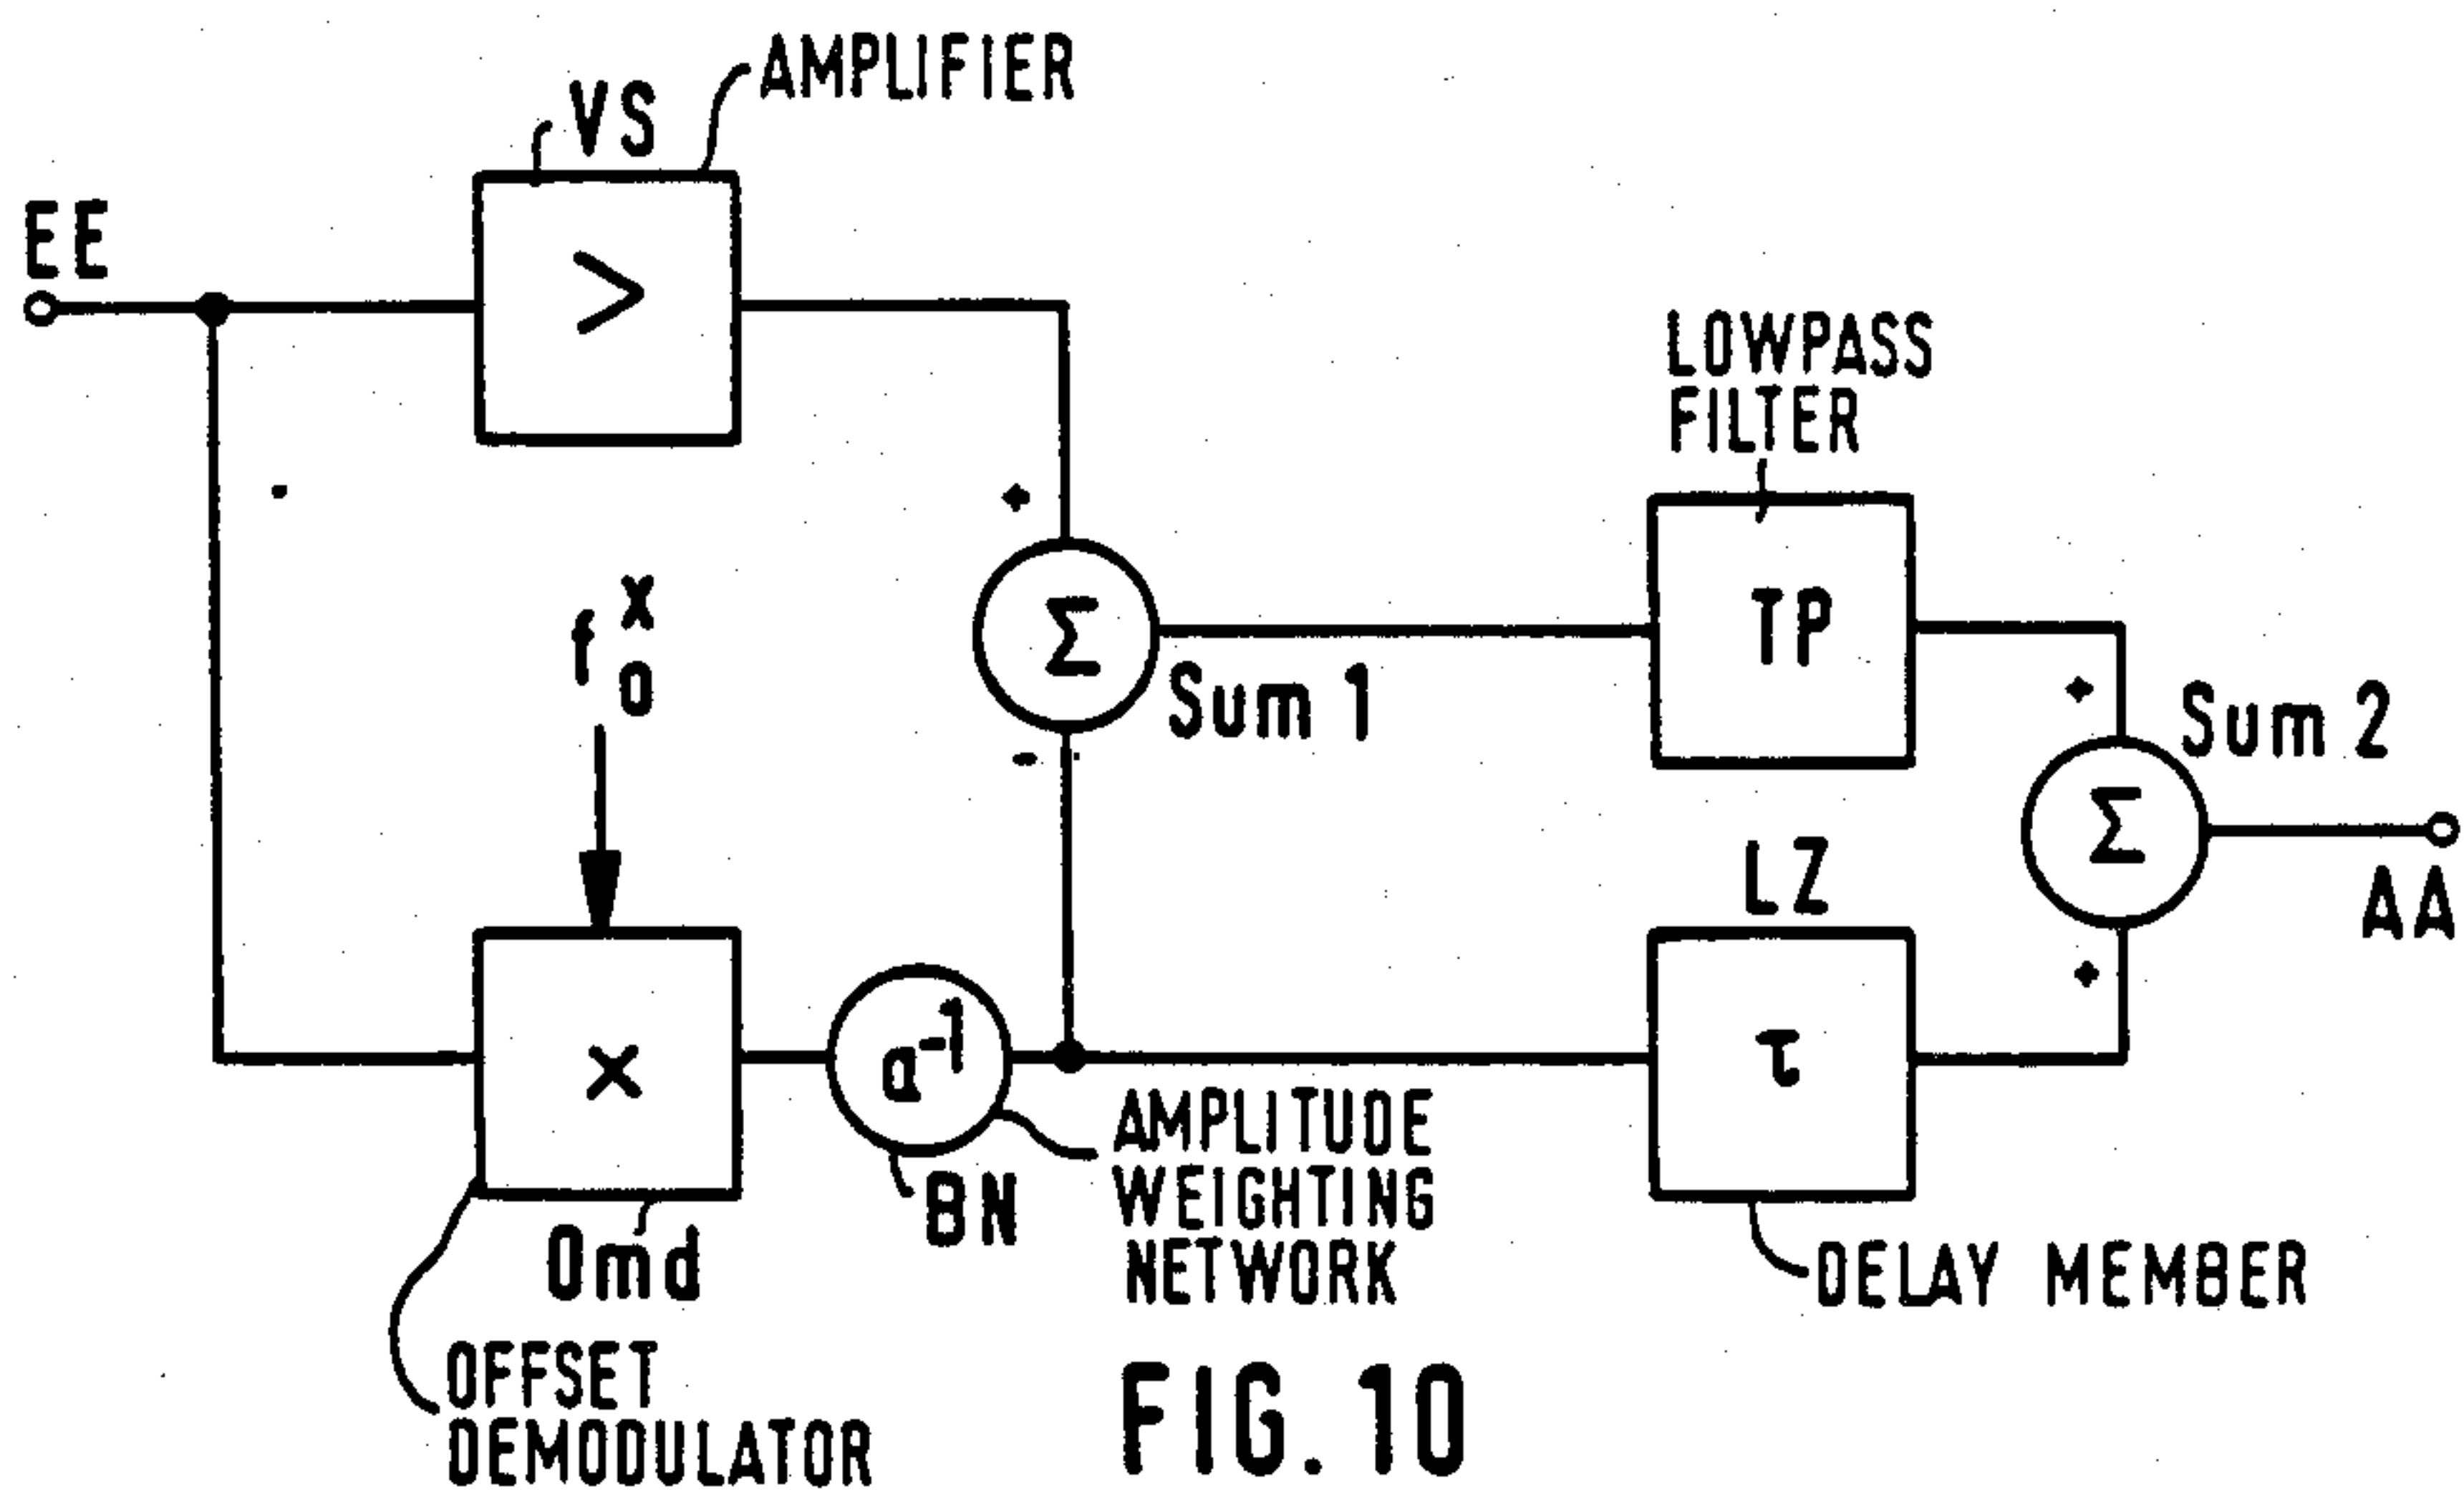 AMPLIFIER
VS
EE
>
LOWPASS
FILTER
f x o
+
Σ
Sum 1
-
TP
+
Sum 2
Σ
AA
LZ
+
τ
x
a⁻¹
AMPLITUDE
WEIGHTING
NETWORK
BN
Omd
DELAY MEMBER
OFFSET
DEMODULATOR
FIG. 10